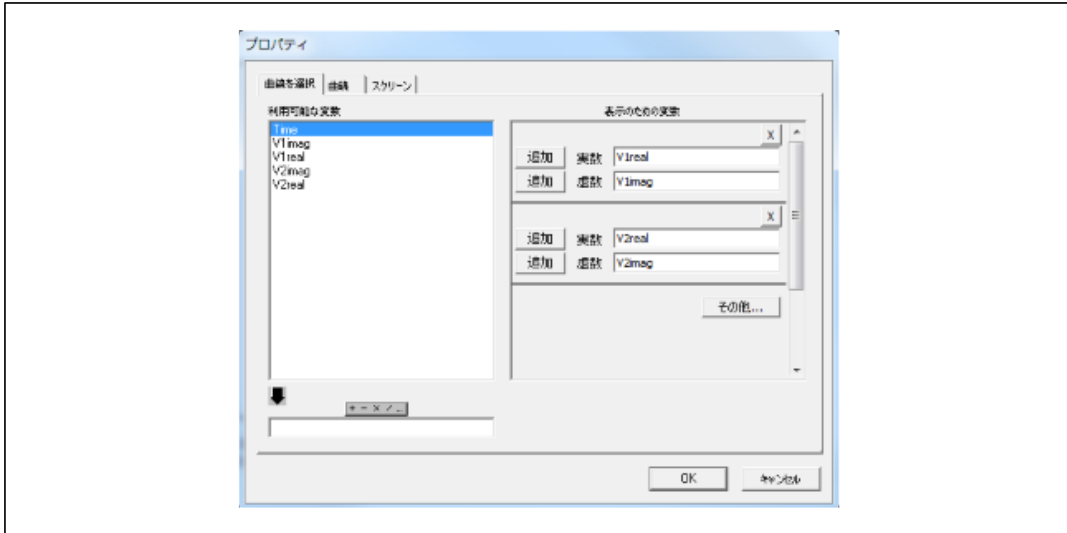 プロパティ
曲線を選択 曲線 スクリーン
利用可能な変数
Time
V1imag
V1real
V2imag
V2real
表示のための変数
X
追加 実数 V1real
追加 虚数 V1imag
X
追加 実数 V2real
追加 虚数 V2imag
その他...
+ - × / ...
OK キャンセル